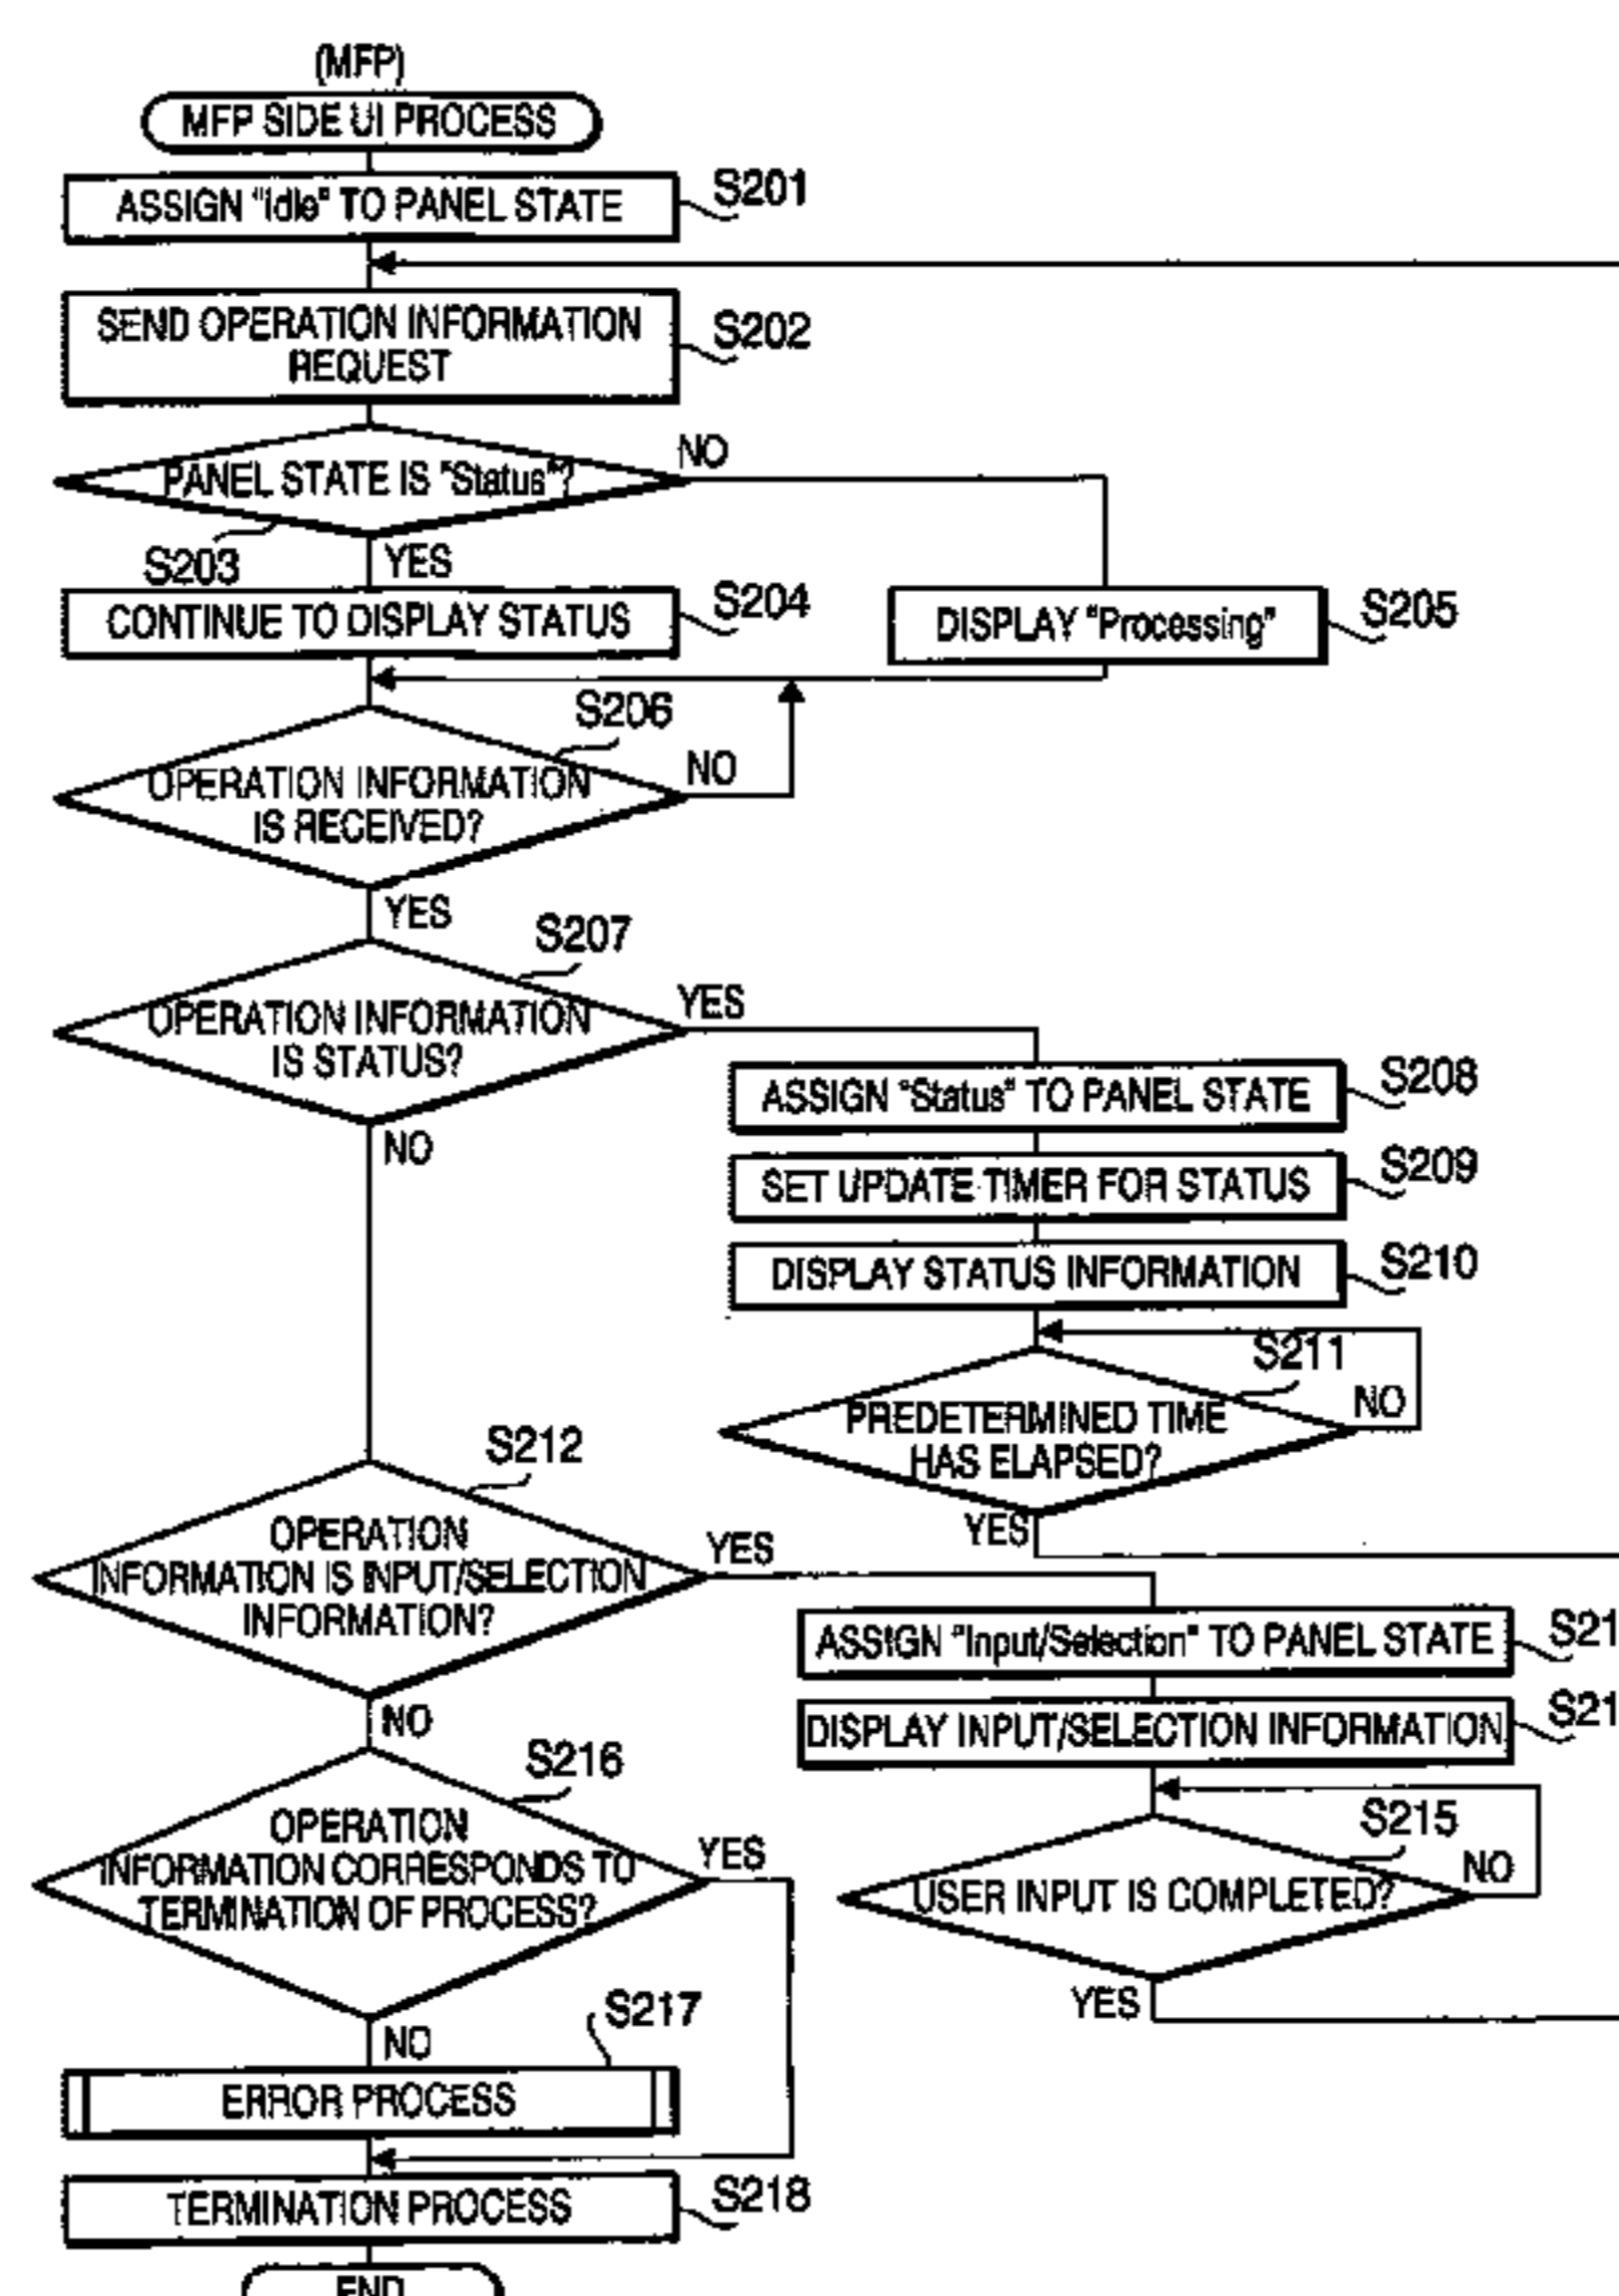 (MFP)
MFP SIDE UI PROCESS
ASSIGN "Idle" TO PANEL STATE
S201
SEND OPERATION INFORMATION
REQUEST
S202
PANEL STATE IS "Status"?
NO
S203
YES
CONTINUE TO DISPLAY STATUS
S204
DISPLAY "Processing"
S205
S206
OPERATION INFORMATION
IS RECEIVED?
NO
YES
S207
OPERATION INFORMATION
IS STATUS?
YES
NO
ASSIGN "Status" TO PANEL STATE
S208
SET UPDATE TIMER FOR STATUS
S209
DISPLAY STATUS INFORMATION
S210
S211
PREDETERMINED TIME
HAS ELAPSED?
NO
YES
S212
OPERATION
INFORMATION IS INPUT/SELECTION
INFORMATION?
YES
NO
ASSIGN "Input/Selection" TO PANEL STATE
S21
DISPLAY INPUT/SELECTION INFORMATION
S21
S215
USER INPUT IS COMPLETED?
NO
YES
S216
OPERATION
INFORMATION CORRESPONDS TO
TERMINATION OF PROCESS?
YES
NO
S217
ERROR PROCESS
TERMINATION PROCESS
S218
END